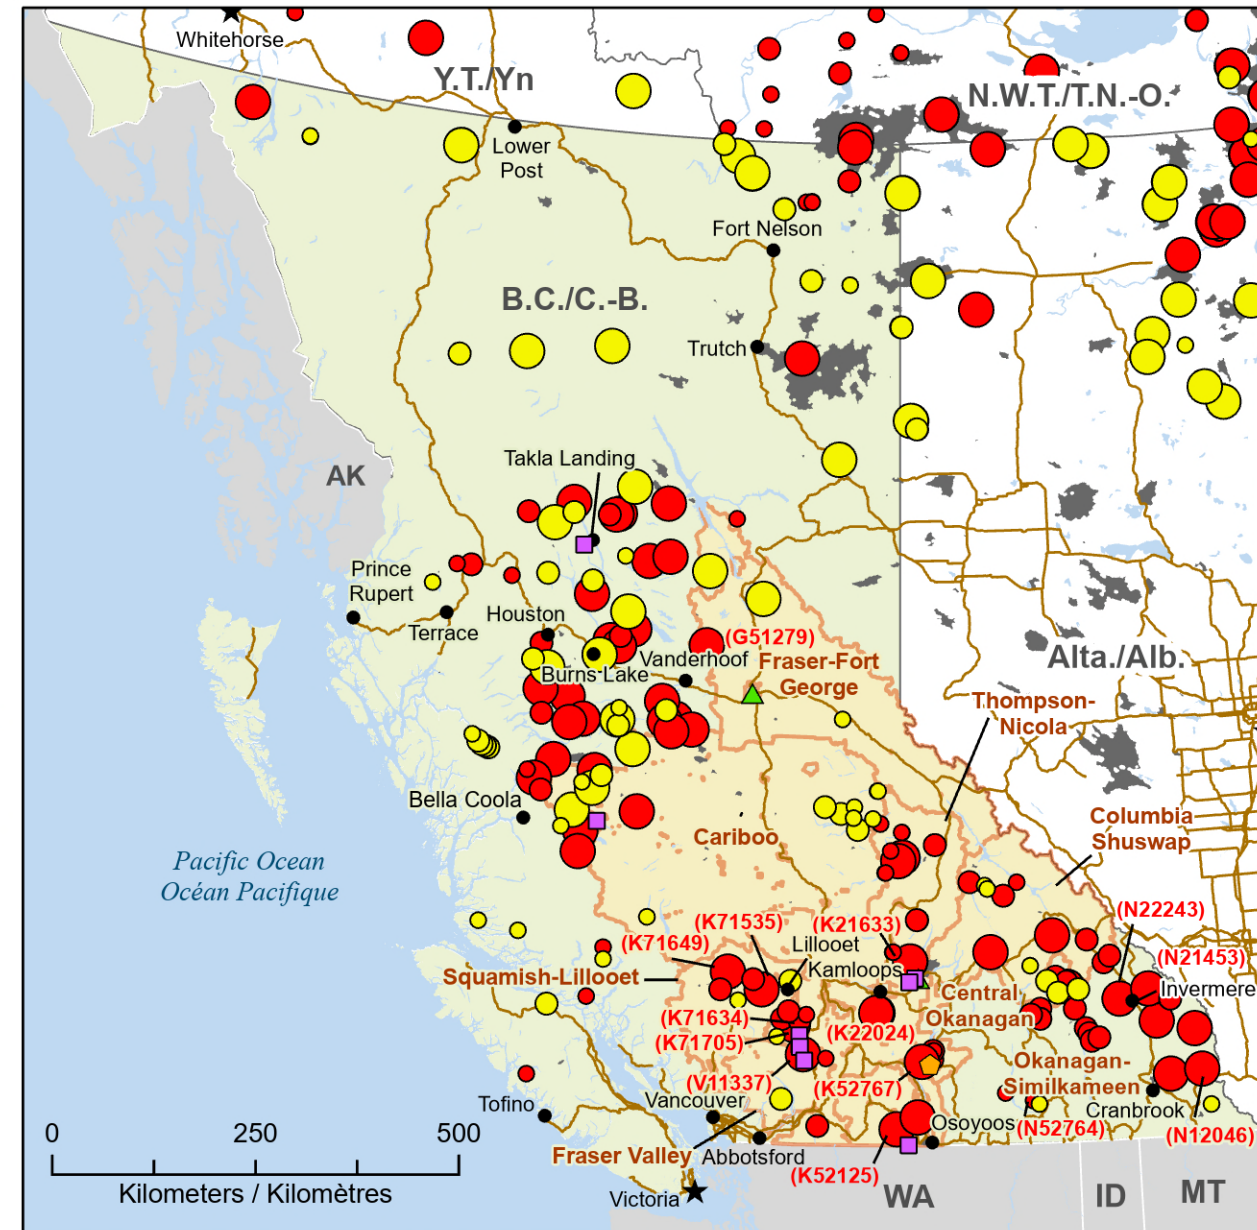 Whitehorse
Y.T./Yn
N.W.T./T.N.-O.
Lower
Post
Fort Nelson
B.C./C.-B.
Trutch
Takla Landing
AK
Prince
Rupert
Terrace
Houston
Burns Lake
Vanderhoof
(G51279)
Fraser-Fort
George
Alta./Alb.
Thompson-
Nicola
Bella Coola
Cariboo
Columbia
Shuswap
Pacific Ocean
Océan Pacifique
(K71649)
(K71535)
(K21633)
(N22243)
(N21453)
Lillooet
Kamloops
Squamish-Lillooet
Central
Okanagan
Invermere
(K71634)
(K71705)
(K22024)
(V11337)
(K52767)
Okanagan-
Similkameen
Vancouver
Tofino
Cranbrook
Osoyoos
(N52764)
(N12046)
Fraser Valley
Abbotsford
(K52125)
Victoria
WA
ID
MT
0 250 500
Kilometers / Kilomètres